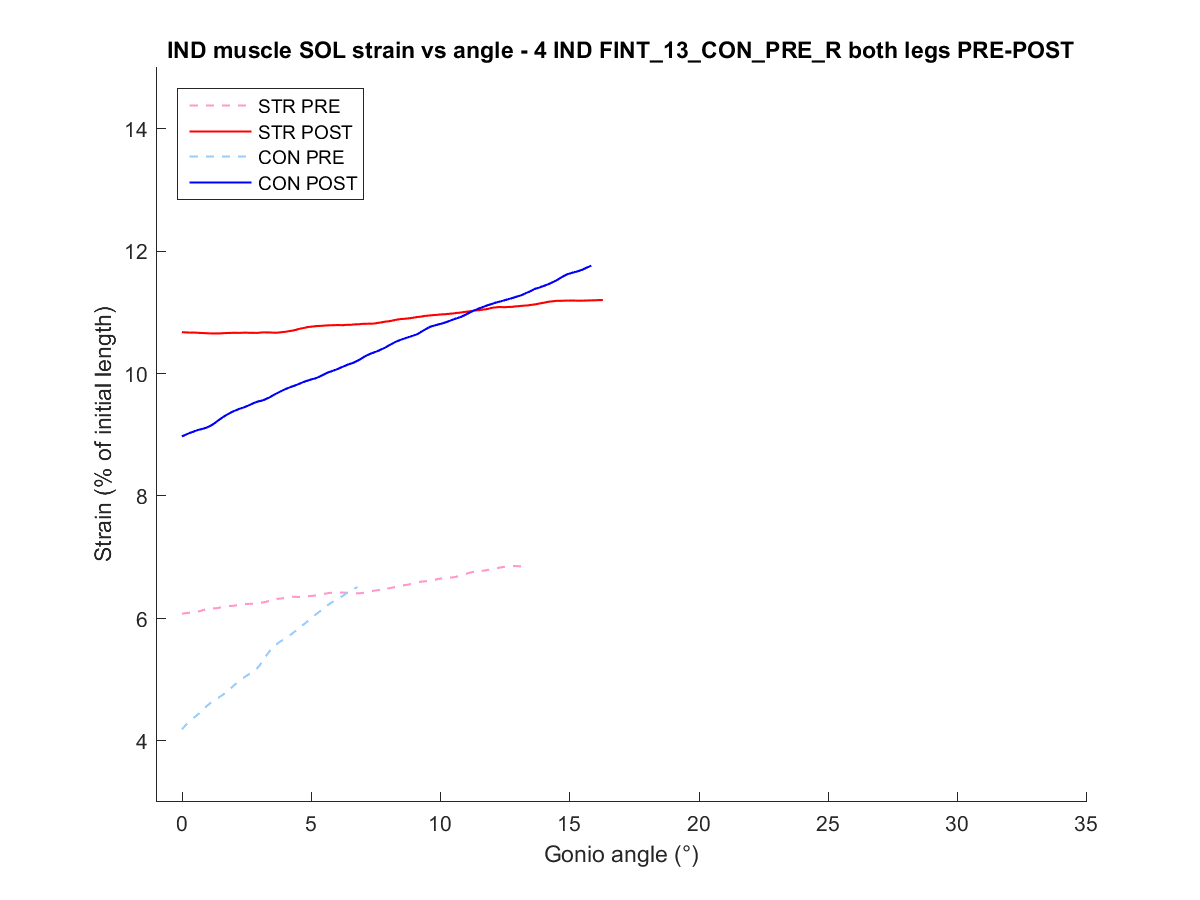 IND muscle SOL strain vs angle - 4 IND FINT_13_CON_PRE_R both legs PRE-POST
STR PRE
STR POST
CON PRE
CON POST
14
12
10
8
6
4
Strain (% of initial length)
0 5 10 15 20 25 30 35
Gonio angle (°)